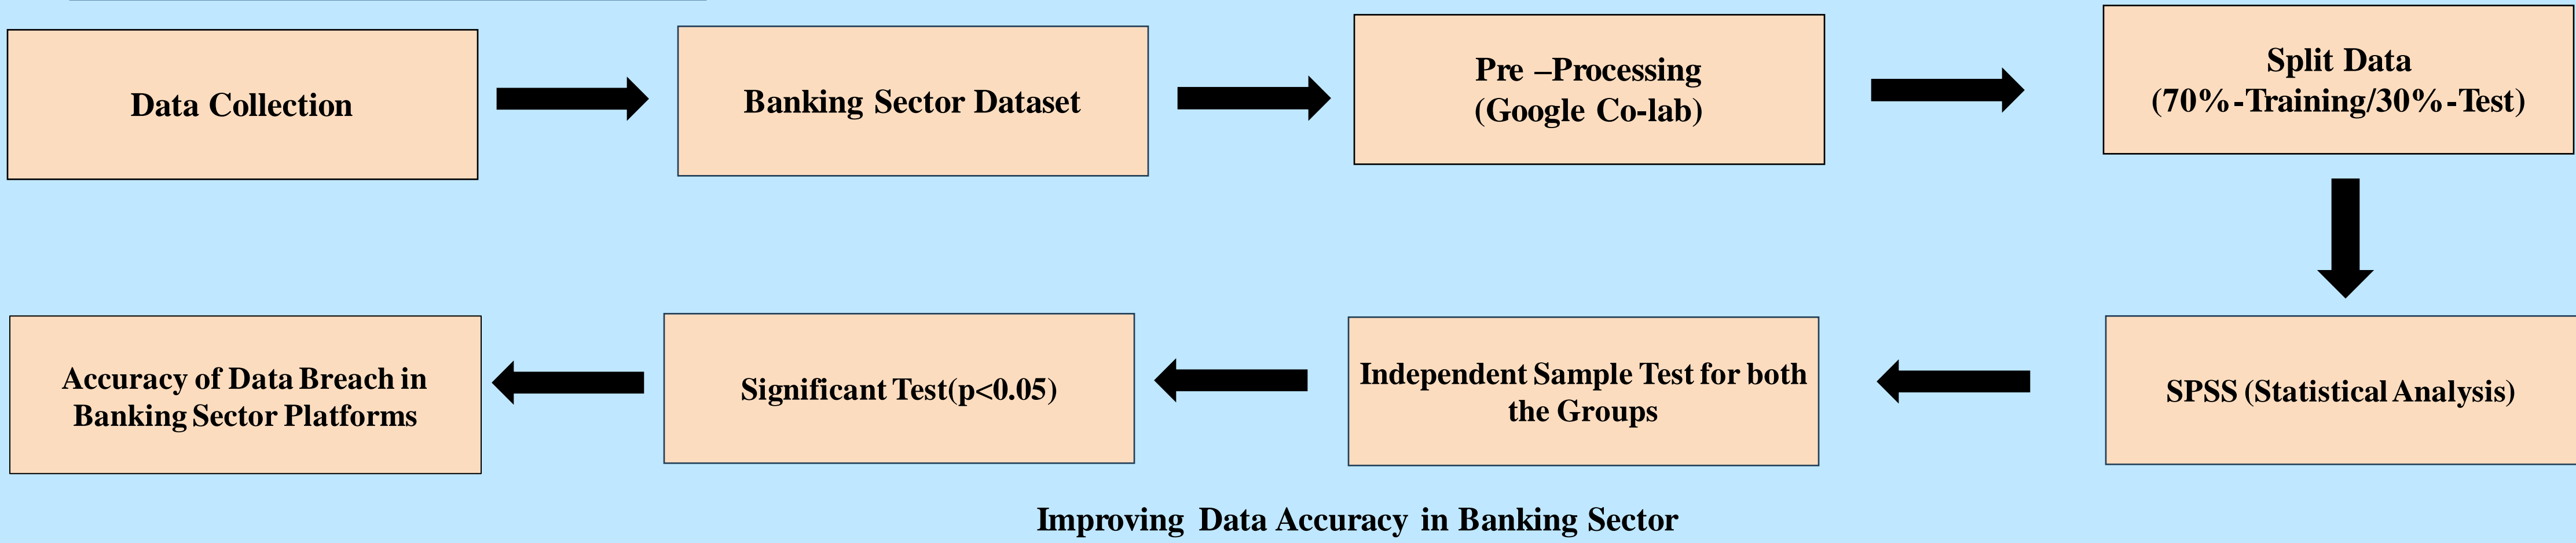 Data Collection
Banking Sector Dataset
Pre –Processing
(Google Co-lab)
Split Data
(70%-Training/30%-Test)
SPSS (Statistical Analysis)
Independent Sample Test for both
the Groups
Significant Test(p<0.05)
Accuracy of Data Breach in
Banking Sector Platforms
Improving Data Accuracy in Banking Sector